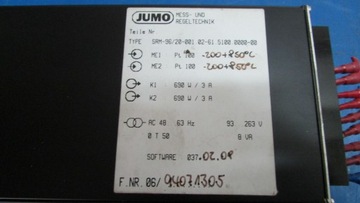 JUMO MESS- UND
REGELTECHNIK
Teile Nr
TYPE SRM-96/20-001 02-61 5100 0000-00
ME1 Pt 100 -200+850°C
ME2 Pt 100 -200+850°C
K1 690 W / 3 A
K2 690 W / 3 A
AC 48 63 Hz 93 263 V
0 T 50 8 VA
SOFTWARE 037.02.01
F.NR. 06/